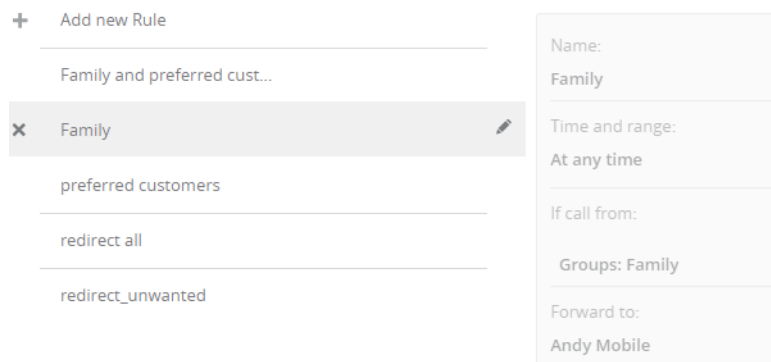 Add new Rule
Family and preferred cust...
Family
preferred customers
redirect all
redirect_unwanted
Name:
Family
Time and range:
At any time
If call from:
Groups: Family
Forward to:
Andy Mobile